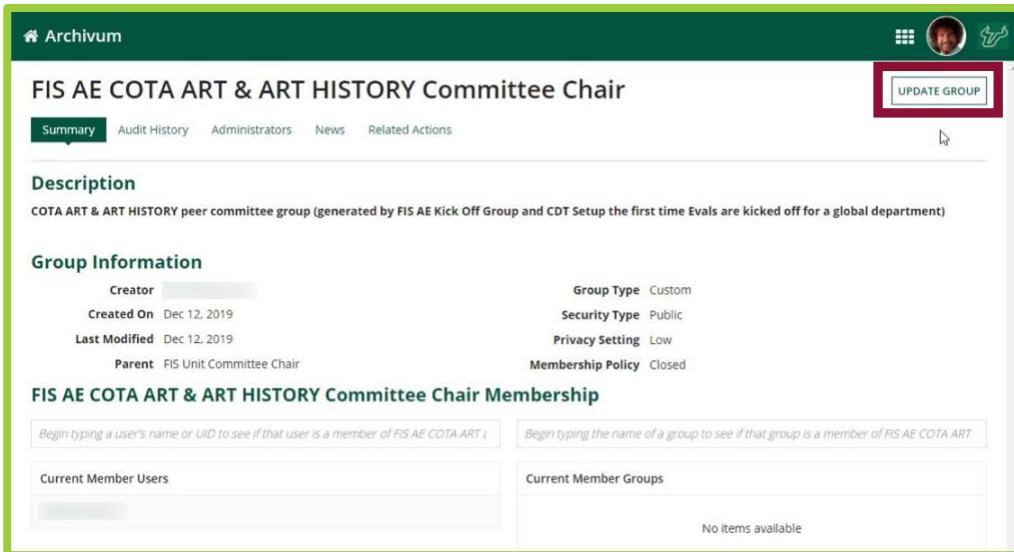 Archivum
FIS AE COTA ART & ART HISTORY Committee Chair
UPDATE GROUP
Summary Audit History Administrators News Related Actions
Description
COTA ART & ART HISTORY peer committee group (generated by FIS AE Kick Off Group and CDT Setup the first time Evals are kicked off for a global department)
Group Information
Creator
Group Type Custom
Created On Dec 12, 2019
Security Type Public
Last Modified Dec 12, 2019
Privacy Setting Low
Parent FIS Unit Committee Chair
Membership Policy Closed
FIS AE COTA ART & ART HISTORY Committee Chair Membership
Begin typing a user's name or UID to see if that user is a member of FIS AE COTA ART
Begin typing the name of a group to see if that group is a member of FIS AE COTA ART
Current Member Users
Current Member Groups
No items available